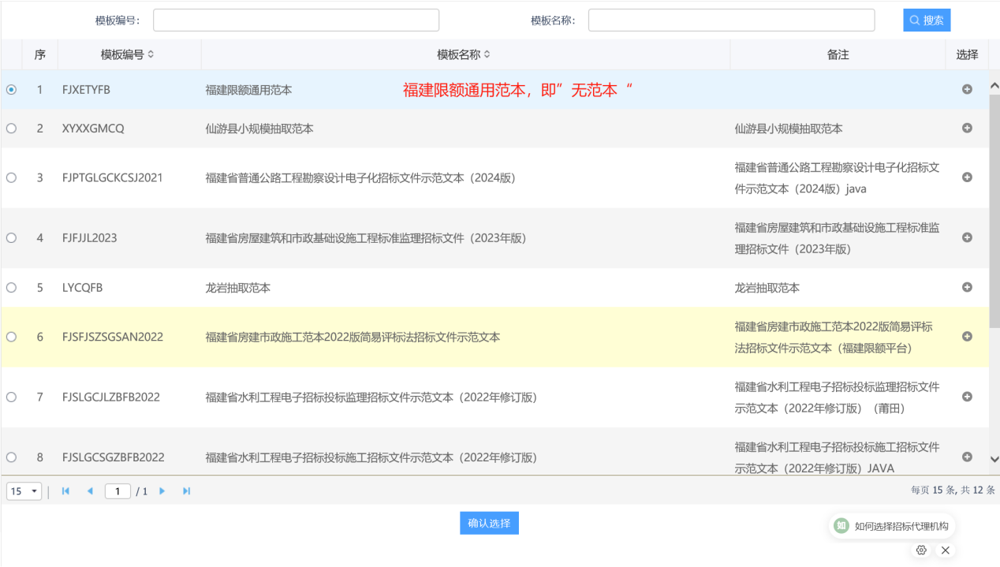 模板编号： 模板名称： 搜索
序 模板编号 模板名称 备注 选择
1 FJXETYFB 福建限额通用范本 福建限额通用范本，即”无范本“
2 XYXXGMCQ 仙游县小规模抽取范本 仙游县小规模抽取范本
3 FJPTGLGCKCSJ2021 福建省普通公路工程勘察设计电子化招标文件示范文本（2024版） 福建省普通公路工程勘察设计电子化招标文
件示范文本（2024版）java
4 FJFJJL2023 福建省房屋建筑和市政基础设施工程标准监理招标文件（2023年版） 福建省房屋建筑和市政基础设施工程标准监
理招标文件（2023年版）
5 LYCQFB 龙岩抽取范本 龙岩抽取范本
6 FJSFJSZSGSAN2022 福建省房建市政施工范本2022版简易评标法招标文件示范文本 福建省房建市政施工范本2022版简易评标
法招标文件示范文本（福建限额平台）
7 FJSLGCJLZBFB2022 福建省水利工程电子招标投标监理招标文件示范文本（2022年修订版） 福建省水利工程电子招标投标监理招标文件
示范文本（2022年修订版）（莆田）
8 FJSLGCSGZBFB2022 福建省水利工程电子招标投标施工招标文件示范文本（2022年修订版） 福建省水利工程电子招标投标施工招标文件
示范文本（2022年修订版）JAVA
15 1 / 1 每页 15 条, 共 12 条
确认选择
如 如何选择招标代理机构